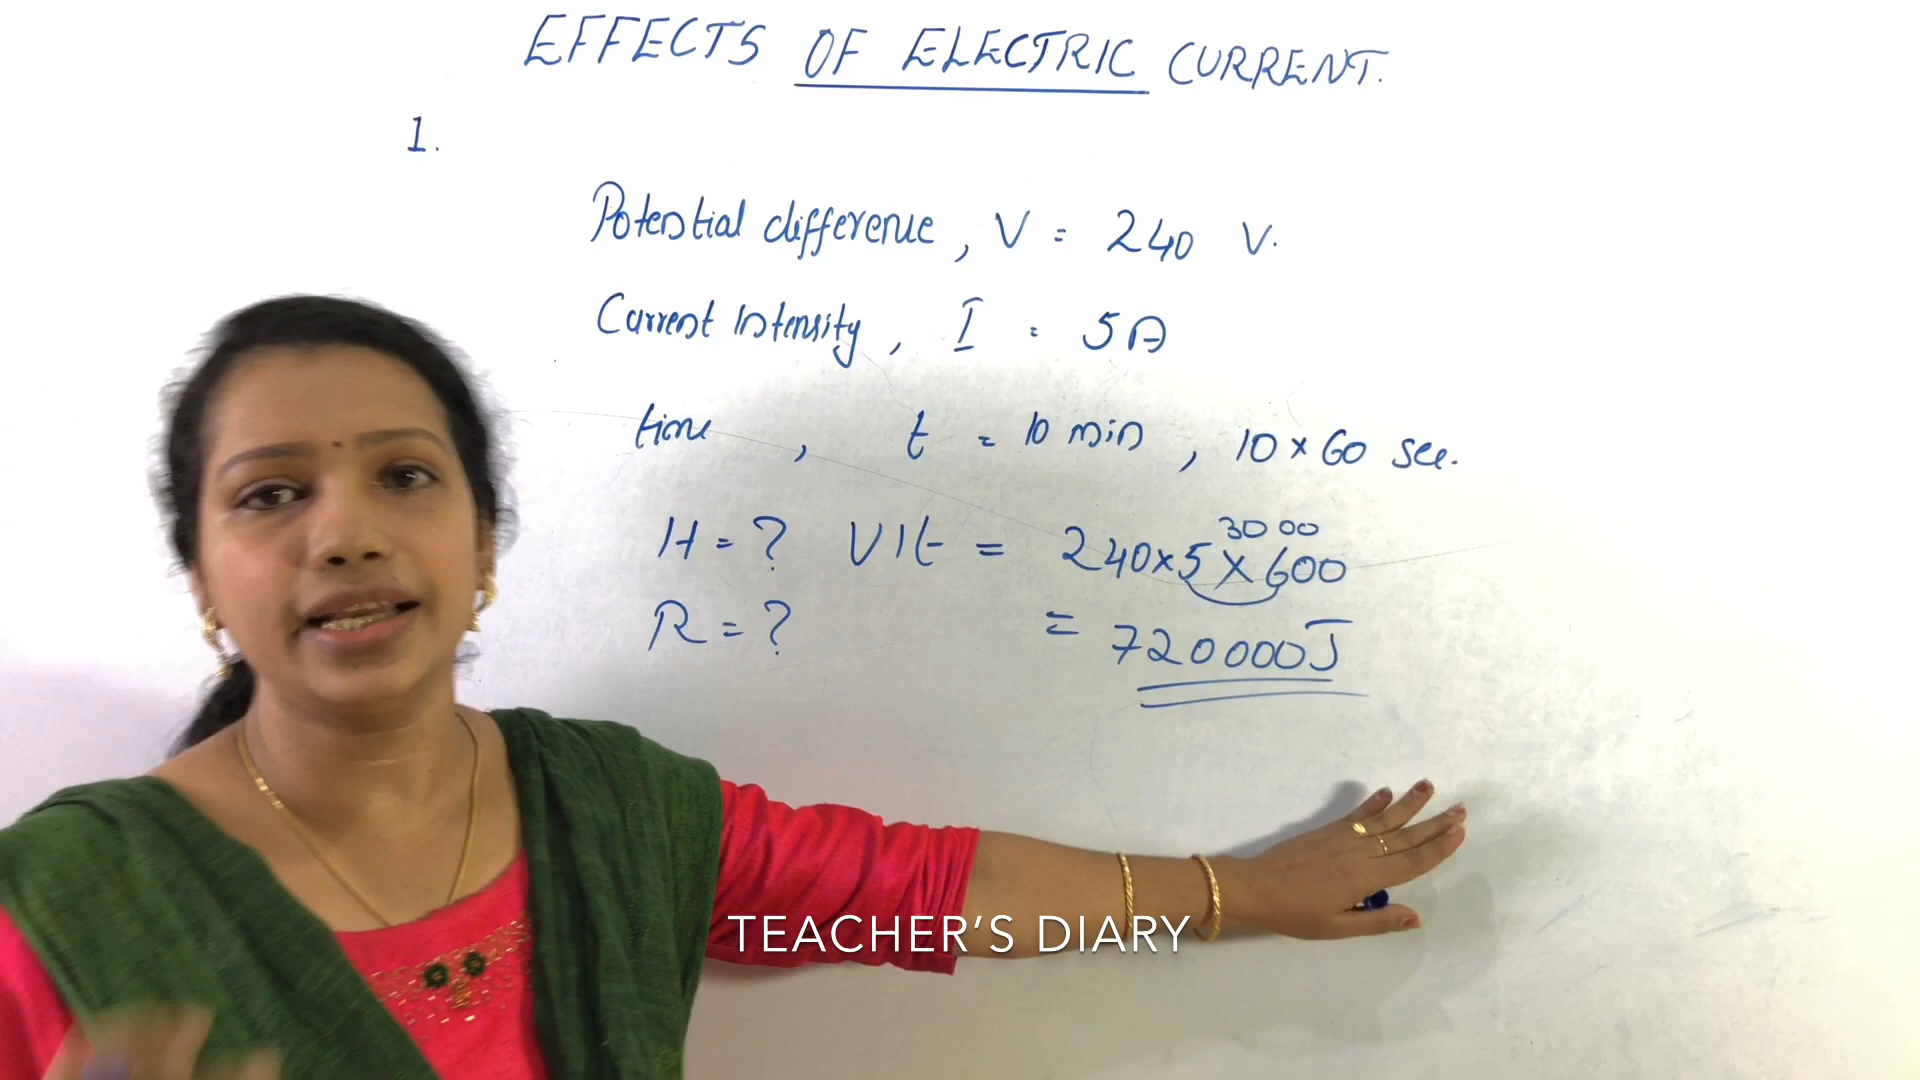 EFFECTS OF ELECTRIC CURRENT.
1.
Potential difference, V = 240 V.
Current Intensity, I = 5A
time, t = 10 min, 10 × 60 sec.
3000
H = ? VIt = 240×5×600
R = ? = 720000J
TEACHER'S DIARY